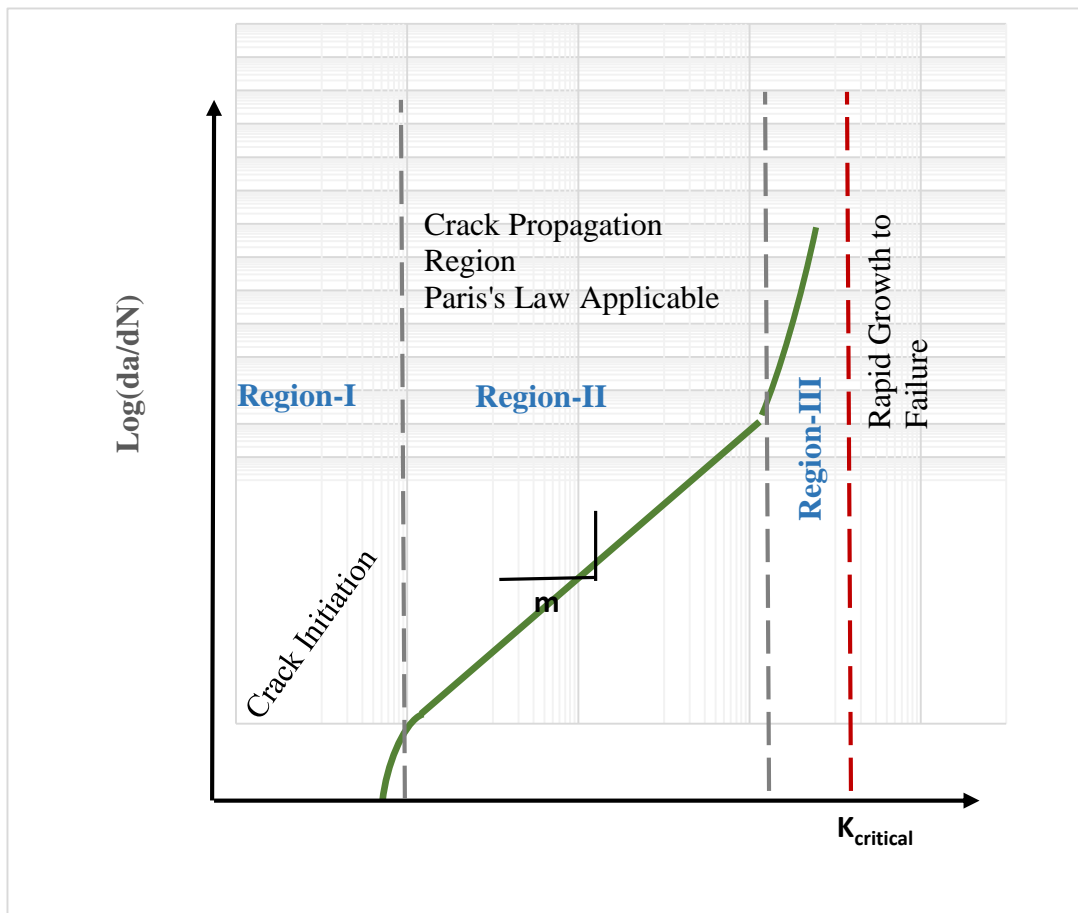 Crack Propagation
Region
Paris's Law Applicable
Log(da/dN)
Region-I
Region-II
Region-III
Rapid Growth to
Failure
Crack Initiation
m
Kcritical